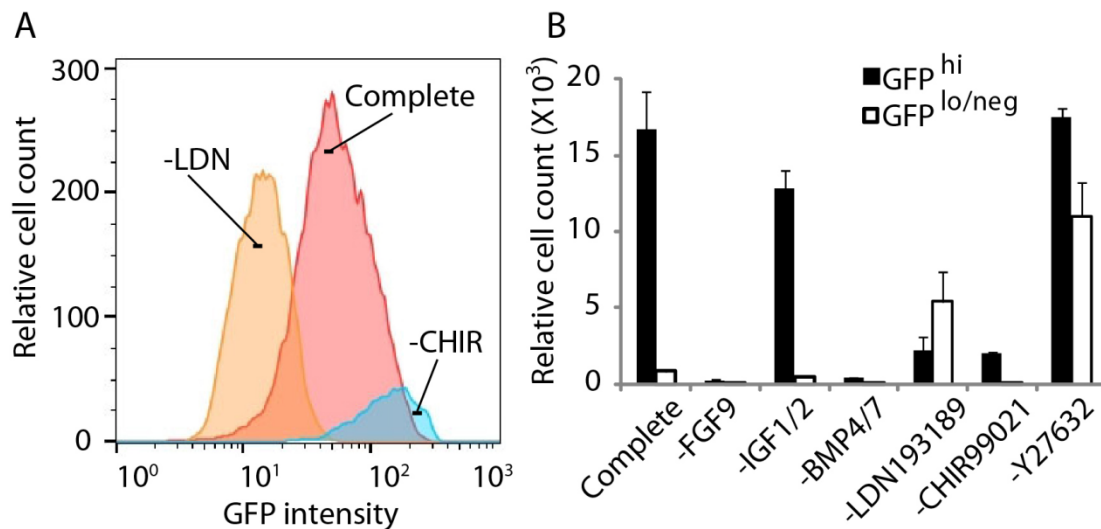 A
300
200
100
0
Relative cell count
-LDN
Complete
-CHIR
10⁰
10¹
10²
10³
GFP intensity
B
20
15
10
5
0
Relative cell count (X10³)
GFP hi
GFP lo/neg
Complete
-FGF9
-IGF1/2
-BMP4/7
-LDN193189
-CHIR99021
-Y27632